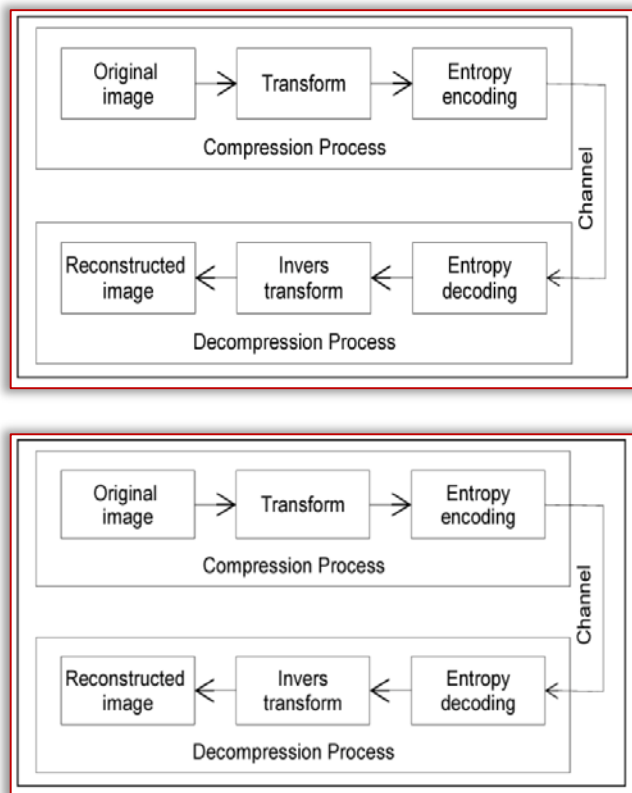 Original
image
Transform
Entropy
encoding
Compression Process
Channel
Reconstructed
image
Invers
transform
Entropy
decoding
Decompression Process
Original
image
Transform
Entropy
encoding
Compression Process
Channel
Reconstructed
image
Invers
transform
Entropy
decoding
Decompression Process